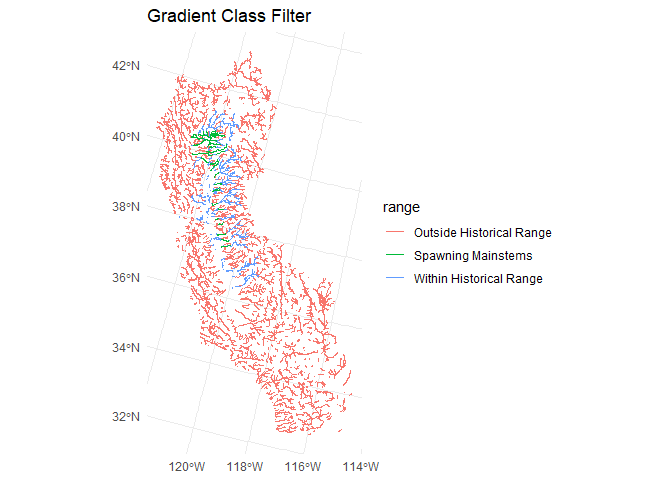 Gradient Class Filter
42°N
40°N
38°N
36°N
34°N
32°N
120°W
118°W
116°W
114°W
range
Outside Historical Range
Spawning Mainstems
Within Historical Range